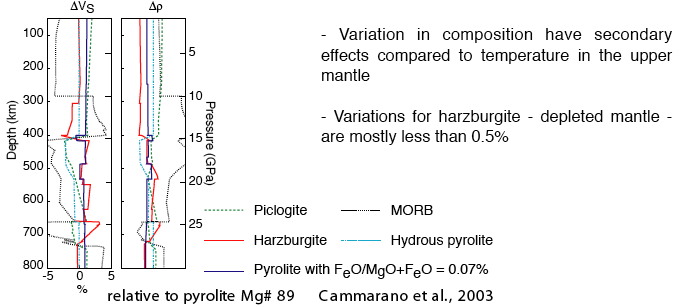 ΔVS
Δρ
100
200
300
400
500
600
700
800
Depth (km)
-5
0
5
%
5
10
15
20
25
Pressure (GPa)
- Variation in composition have secondary
effects compared to temperature in the upper
mantle
- Variations for harzburgite - depleted mantle -
are mostly less than 0.5%
Piclogite
MORB
Harzburgite
Hydrous pyrolite
Pyrolite with FeO/MgO+FeO = 0.07%
relative to pyrolite Mg# 89 Cammarano et al., 2003